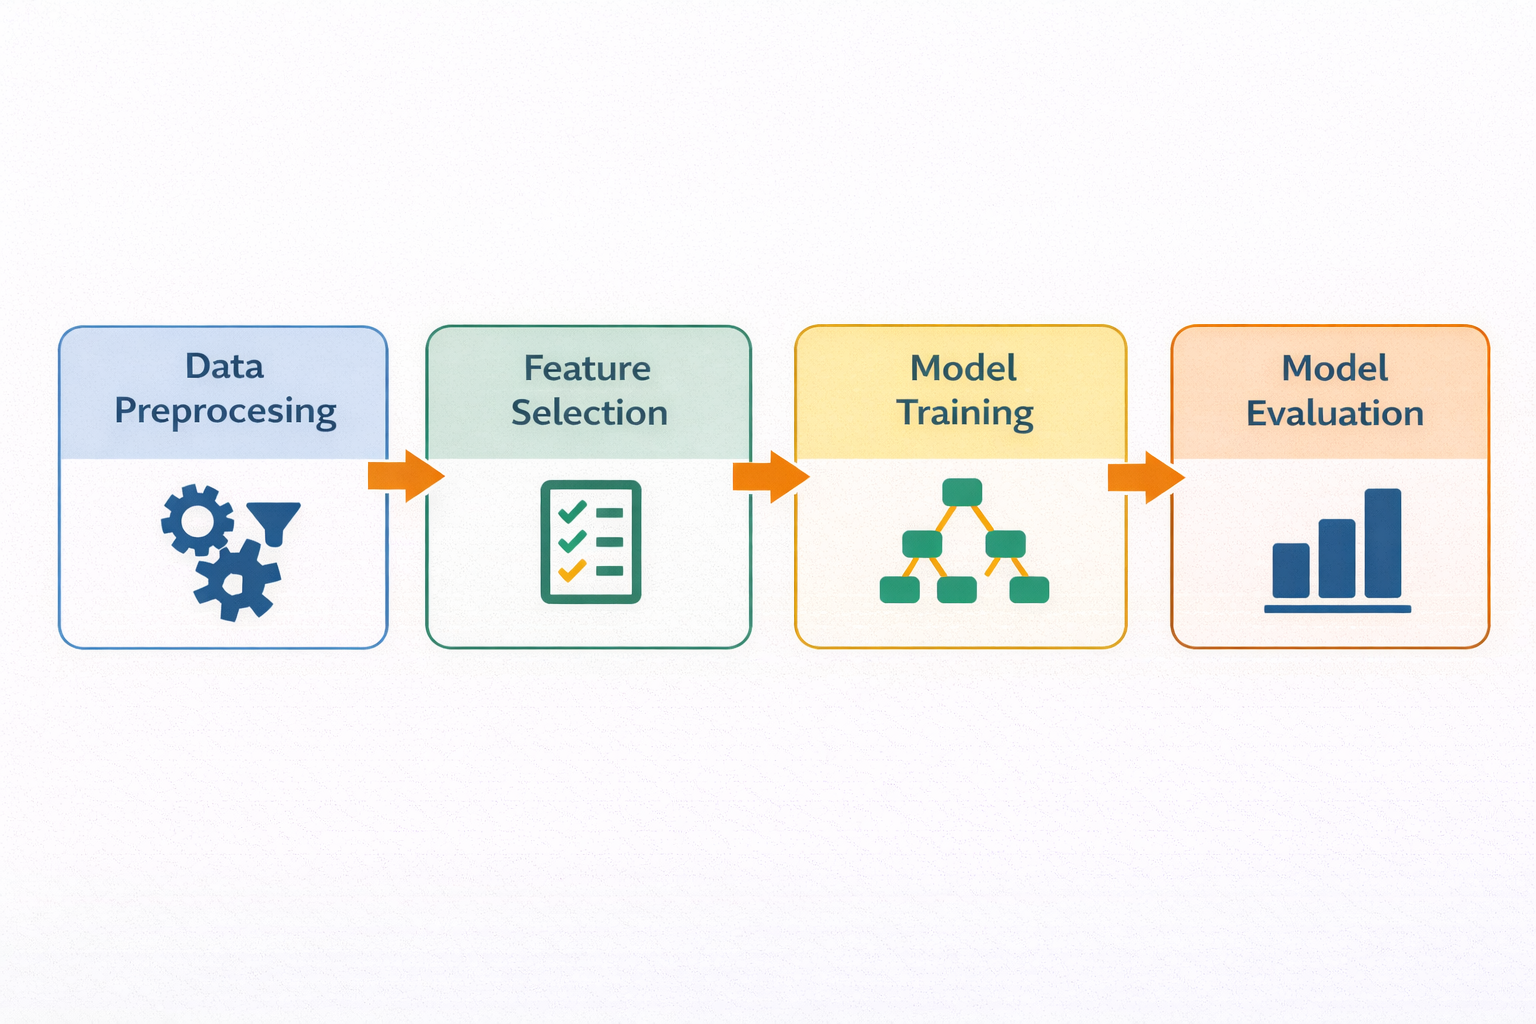 Data
Preprocesing
Feature
Selection
Model
Training
Model
Evaluation